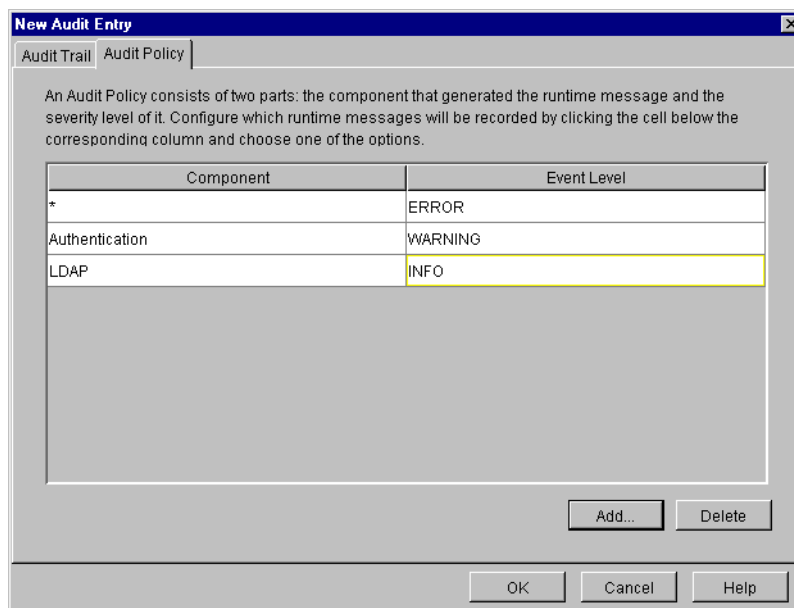 New Audit Entry
Audit Trail Audit Policy
An Audit Policy consists of two parts: the component that generated the runtime message and the
severity level of it. Configure which runtime messages will be recorded by clicking the cell below the
corresponding column and choose one of the options.
Component Event Level
* ERROR
Authentication WARNING
LDAP INFO
Add... Delete
OK Cancel Help